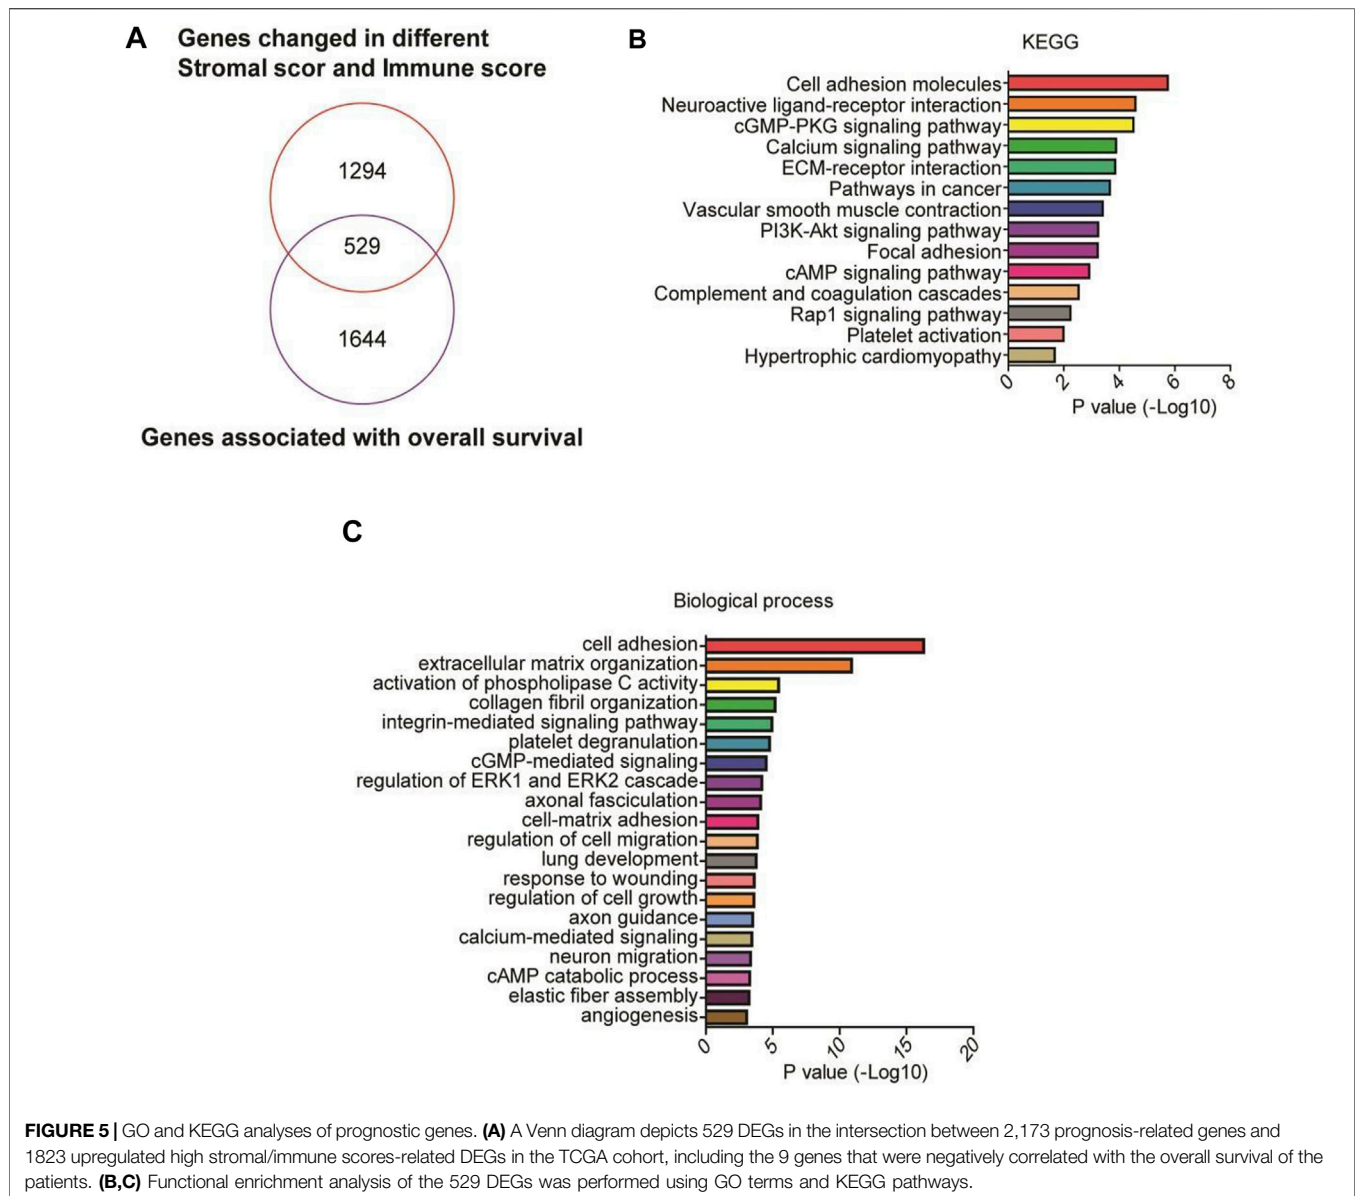 A
Genes changed in different
Stromal scor and Immune score
1294
529
1644
Genes associated with overall survival
B
KEGG
Cell adhesion molecules
Neuroactive ligand-receptor interaction
cGMP-PKG signaling pathway
Calcium signaling pathway
ECM-receptor interaction
Pathways in cancer
Vascular smooth muscle contraction
PI3K-Akt signaling pathway
Focal adhesion
cAMP signaling pathway
Complement and coagulation cascades
Rap1 signaling pathway
Platelet activation
Hypertrophic cardiomyopathy
0 2 4 6 8
P value (-Log10)
C
Biological process
cell adhesion
extracellular matrix organization
activation of phospholipase C activity
collagen fibril organization
integrin-mediated signaling pathway
platelet degranulation
cGMP-mediated signaling
regulation of ERK1 and ERK2 cascade
axonal fasciculation
cell-matrix adhesion
regulation of cell migration
lung development
response to wounding
regulation of cell growth
axon guidance
calcium-mediated signaling
neuron migration
cAMP catabolic process
elastic fiber assembly
angiogenesis
0 5 10 15 20
P value (-Log10)
FIGURE 5 | GO and KEGG analyses of prognostic genes. (A) A Venn diagram depicts 529 DEGs in the intersection between 2,173 prognosis-related genes and
1823 upregulated high stromal/immune scores-related DEGs in the TCGA cohort, including the 9 genes that were negatively correlated with the overall survival of the
patients. (B,C) Functional enrichment analysis of the 529 DEGs was performed using GO terms and KEGG pathways.